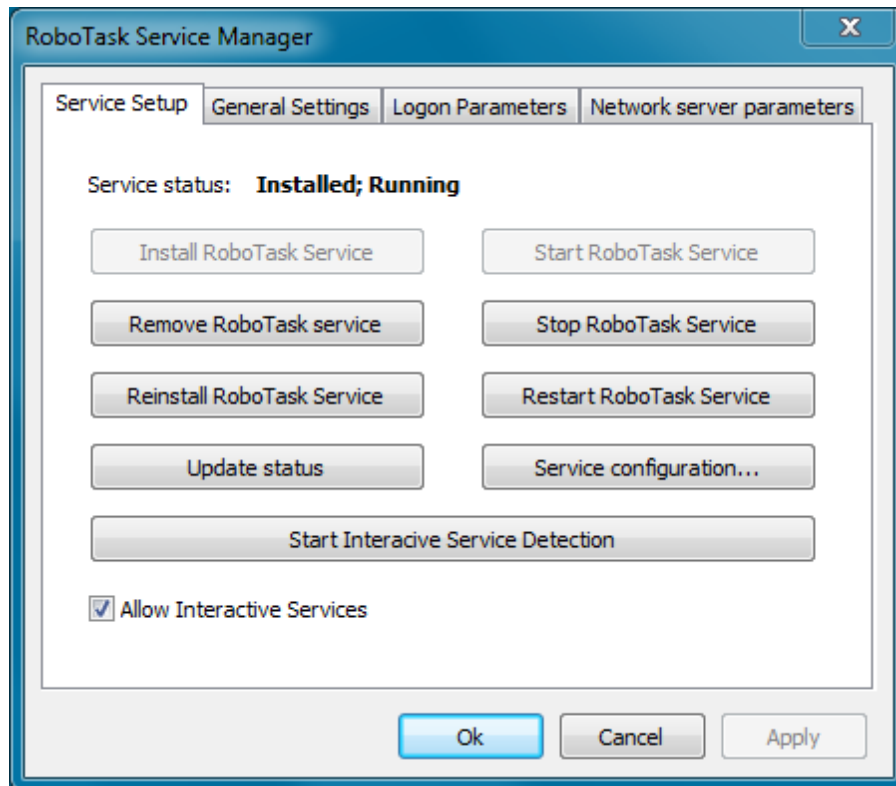 RoboTask Service Manager
Service Setup General Settings Logon Parameters Network server parameters
Service status: Installed; Running
Install RoboTask Service Start RoboTask Service
Remove RoboTask service Stop RoboTask Service
Reinstall RoboTask Service Restart RoboTask Service
Update status Service configuration...
Start Interacive Service Detection
Allow Interactive Services
Ok Cancel Apply